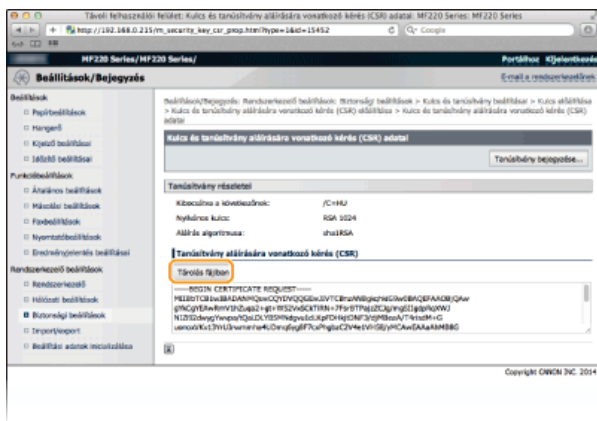 Távoli felhasználói felület: Kulcs és tanúsítvány aláírására vonatkozó kérés (CSR) adatai: MF220 Series: MF220 Series
http://192.168.0.215/m_security_key_csr_prop.html?type=1&id=15452
Google
MF220 Series/MF220 Series/
Portálhoz Kijelentkezés
Beállítások/Bejegyzés
E-mail a rendszerkezelőnek
Beállítások
Papírbeállítások
Hangerő
Kijelző beállításai
Időzítő beállításai
Funkcióbeállítások
Általános beállítások
Másolási beállítások
Faxbeállítások
Nyomtatóbeállítások
Eredményjelentés beállításai
Rendszerkezelő beállítások
Rendszerkezelő
Hálózati beállítások
Biztonsági beállítások
Import/export
Beállítási adatok inicializálása
Beállítások/Bejegyzés: Rendszerkezelő beállítások: Biztonsági beállítások > Kulcs és tanúsítvány beállításai > Kulcs előállítása
> Kulcs és tanúsítvány aláírására vonatkozó kérés (CSR) előállítása > Kulcs és tanúsítvány aláírására vonatkozó kérés (CSR)
adatai
Kulcs és tanúsítvány aláírására vonatkozó kérés (CSR) adatai
Tanúsítvány bejegyzése...
Tanúsítvány részletei
Kibocsátva a következőnek: /C=HU
Nyilvános kulcs: RSA 1024
Aláírás algoritmusa: sha1RSA
Tanúsítvány aláírására vonatkozó kérés (CSR)
Tárolás fájlban
-----BEGIN CERTIFICATE REQUEST-----
Copyright CANON INC. 2014